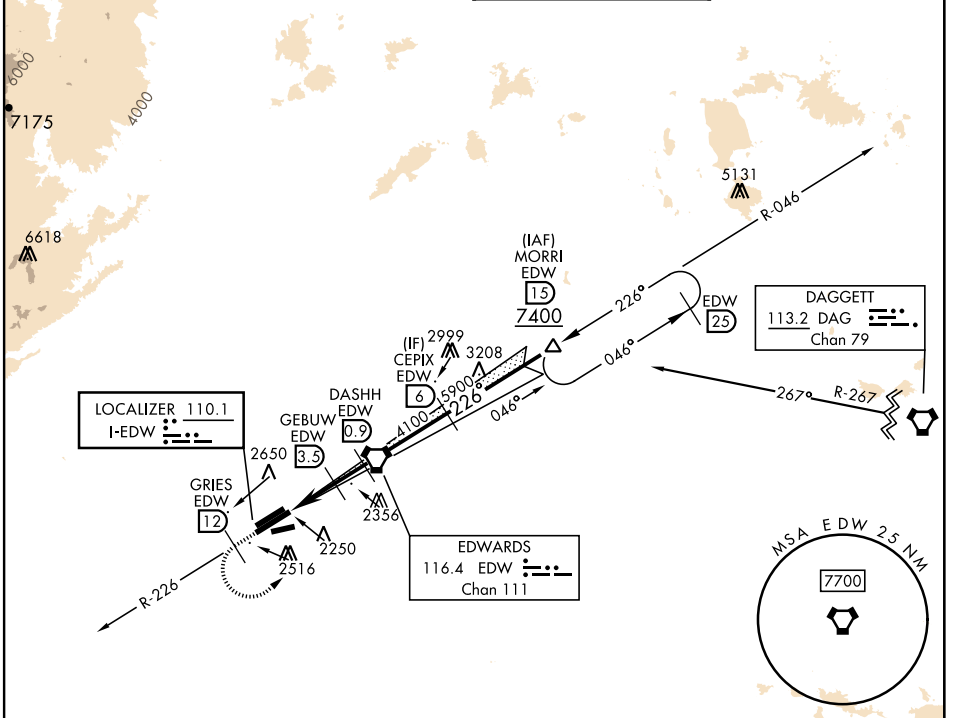 6000
4000
7175
6618
5131
R-046
(IAF)
MORRI
EDW
15
7400
226°
046°
EDW
25
DAGGETT
113.2 DAG
Chan 79
267°
R-267
(IF)
CEPIX
EDW
6
2999
3208
5900
4100
226°
046°
DASHH
EDW
0.9
GEBUW
EDW
3.5
LOCALIZER 110.1
I-EDW
2650
GRIES
EDW
12
2356
2250
2516
R-226
EDWARDS
116.4 EDW
Chan 111
MSA EDW 25 NM
7700